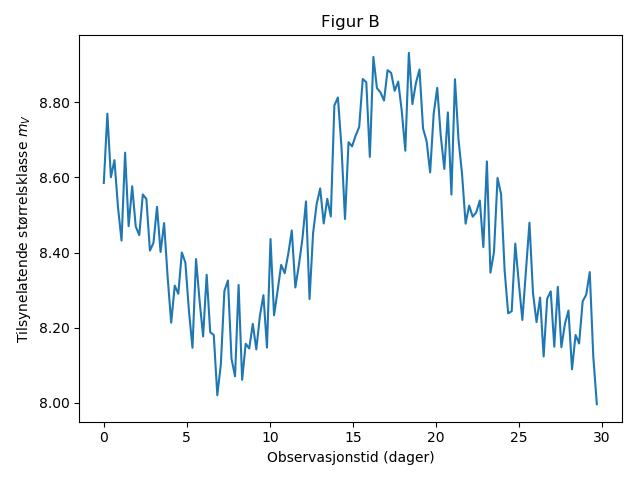 Figur B
Tilsynelatende størrelsesklasse $m_V$
8.80
8.60
8.40
8.20
8.00
0 5 10 15 20 25 30
Observasjonstid (dager)